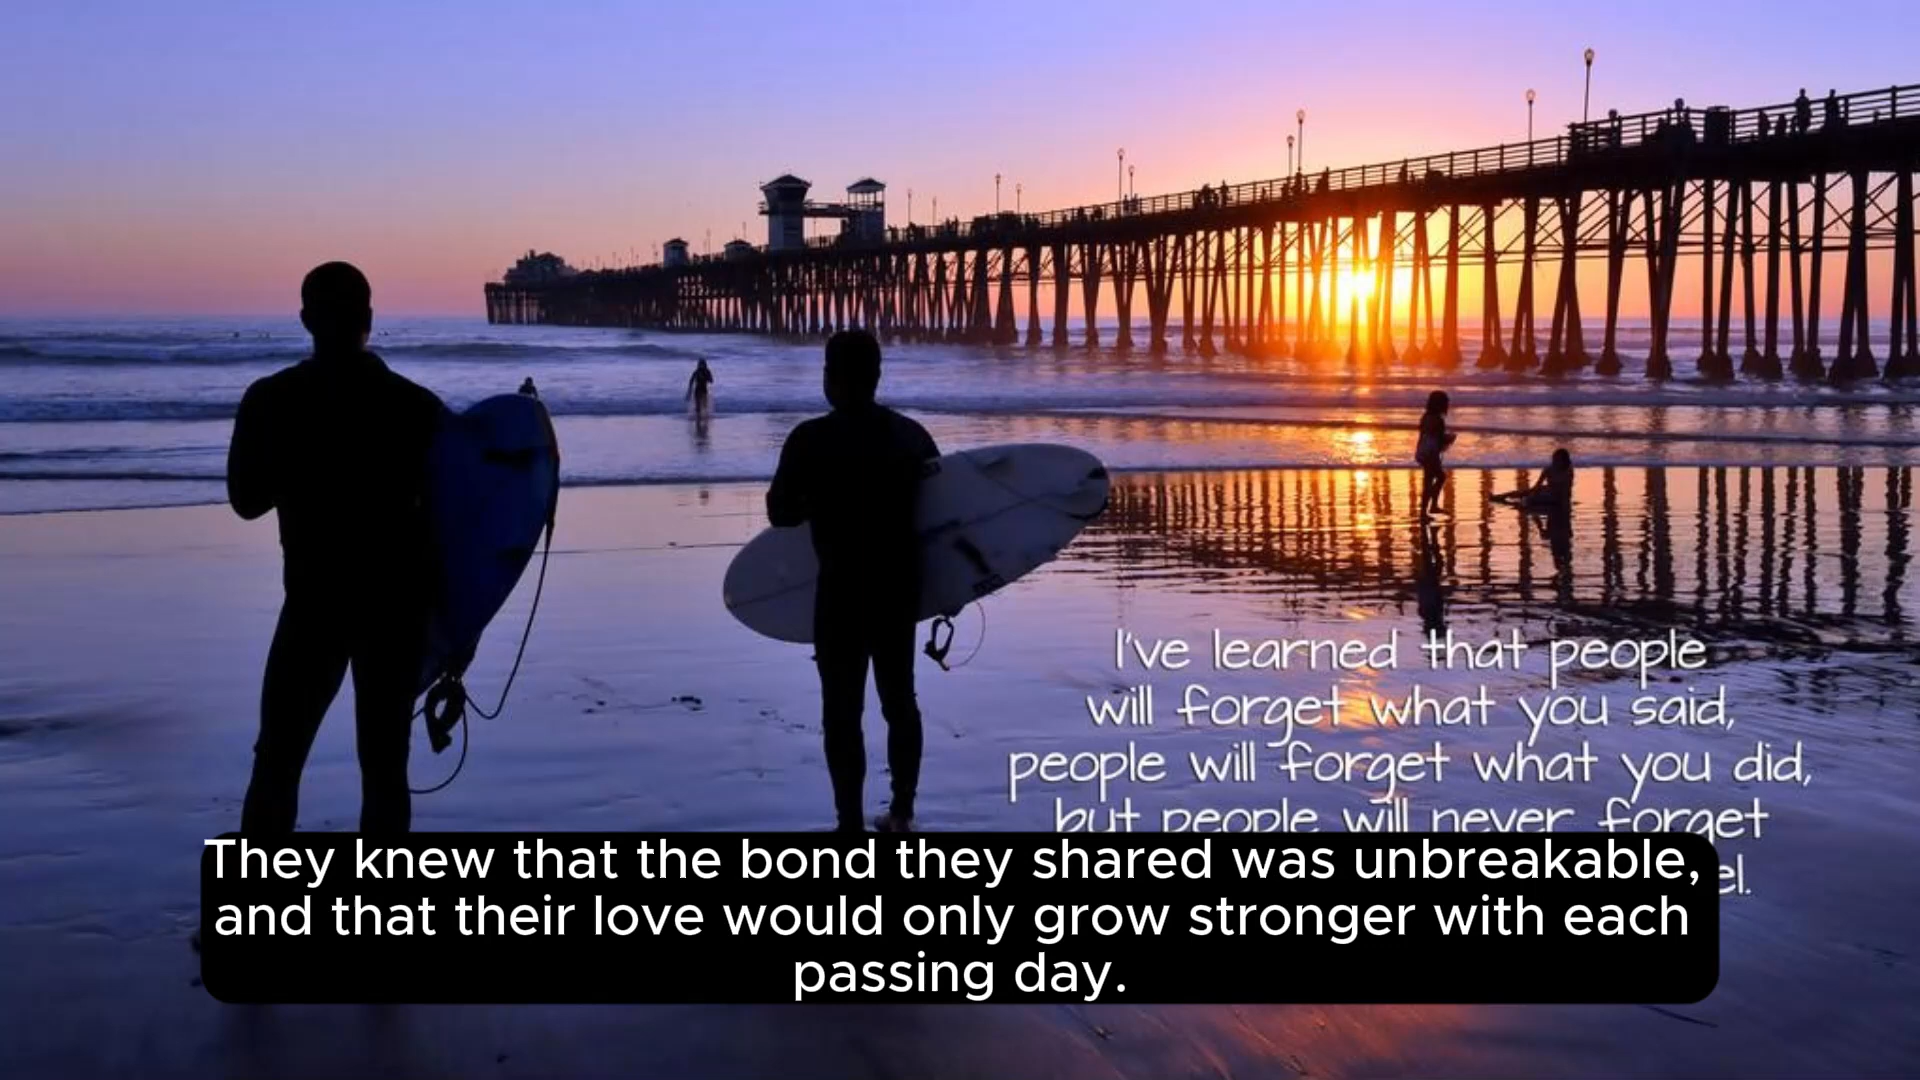 I've learned that people
will forget what you said,
people will forget what you did,
but people will never forget
They knew that the bond they shared was unbreakable,
and that their love would only grow stronger with each
passing day.